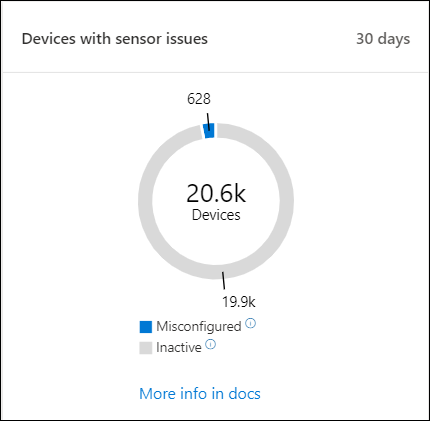 Devices with sensor issues 30 days
628
20.6k
Devices
19.9k
Misconfigured
Inactive
More info in docs